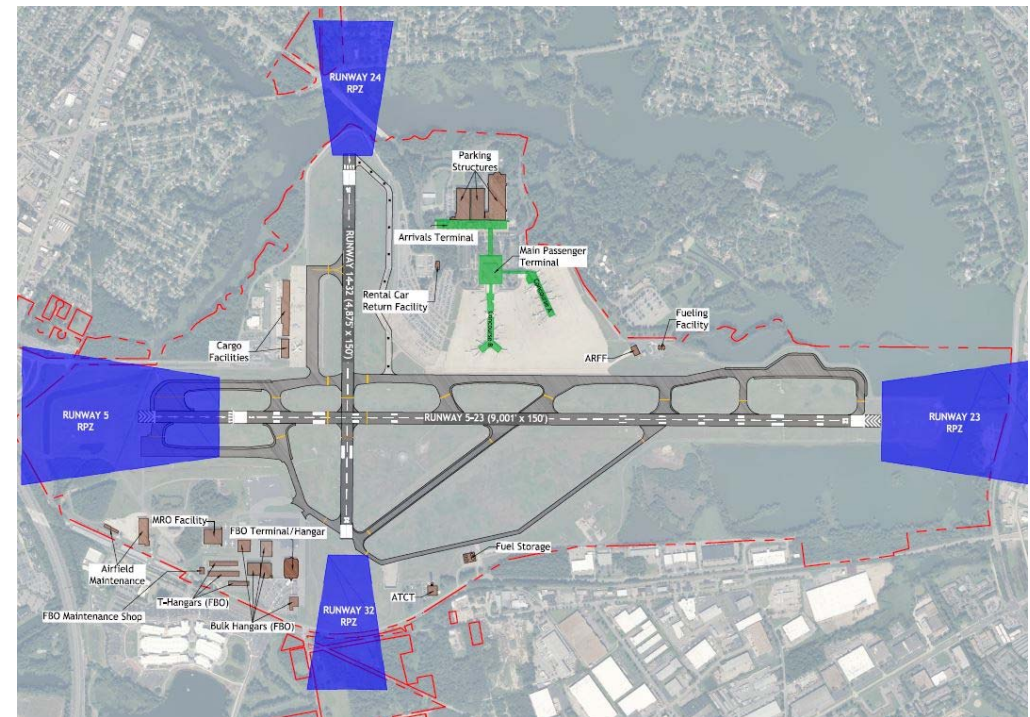 RUNWAY 24
RPZ
Parking
Structures
Arrivals Terminal
Main Passenger
Terminal
Rental Car
Return Facility
Concourse A
Concourse B
RUNWAY 14-32 (4,875' x 150')
Cargo
Facilities
Fueling
Facility
ARFF
RUNWAY 5
RPZ
RUNWAY 5-23 (9,001' x 150')
RUNWAY 23
RPZ
MRO Facility
FBO Terminal/Hangar
Airfield
Maintenance
Fuel Storage
T-Hangars (FBO)
FBO Maintenance Shop
ATCT
Bulk Hangars (FBO)
RUNWAY 32
RPZ